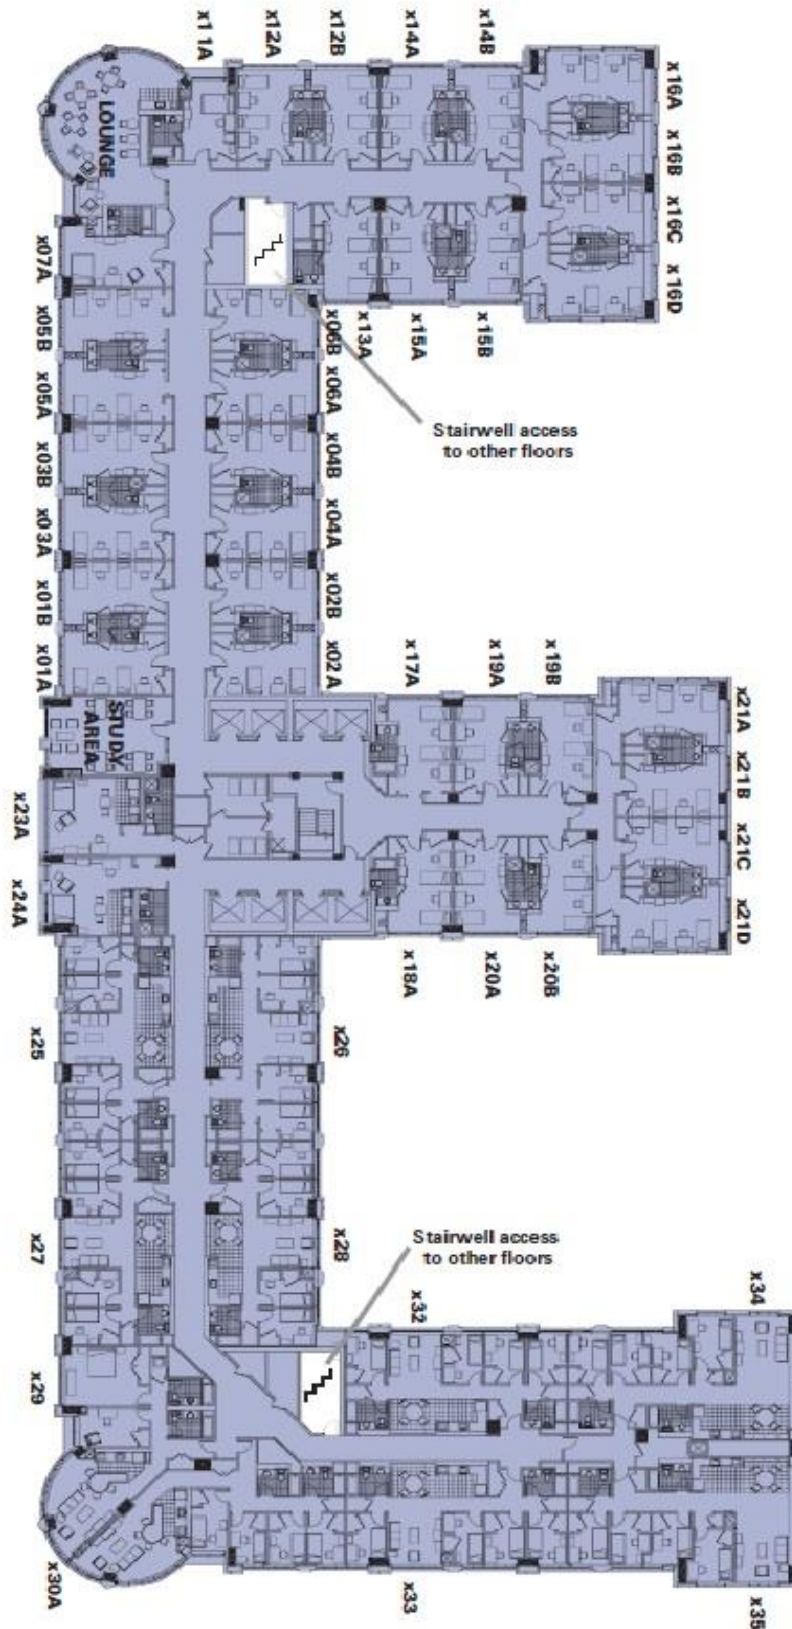 x11A
x12A
x12B
x14A
x14B
x16A
x16B
x16C
x16D
LOUNGE
x07A
x05B
x05A
x03B
x03A
x01B
x01A
x06B
x13A
x15A
x15B
x06A
x04B
x04A
x02B
x02A
Stairwell access
to other floors
x17A
x19A
x19B
x21A
x21B
x21C
x21D
STUDY
AREA
x23A
x24A
x18A
x20A
x20B
x25
x26
x27
x28
Stairwell access
to other floors
x32
x34
x29
x30A
x33
x35